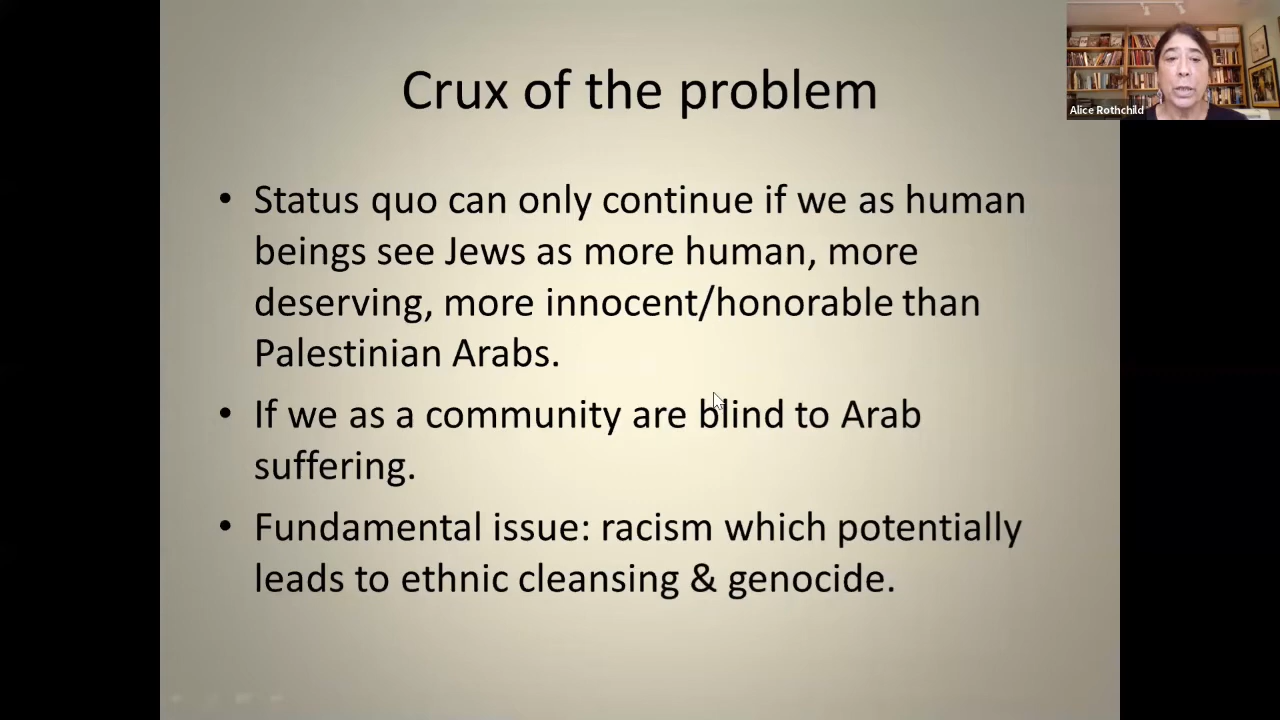 Crux of the problem
Alice Rothchild
• Status quo can only continue if we as human
beings see Jews as more human, more
deserving, more innocent/honorable than
Palestinian Arabs.
• If we as a community are blind to Arab
suffering.
• Fundamental issue: racism which potentially
leads to ethnic cleansing & genocide.